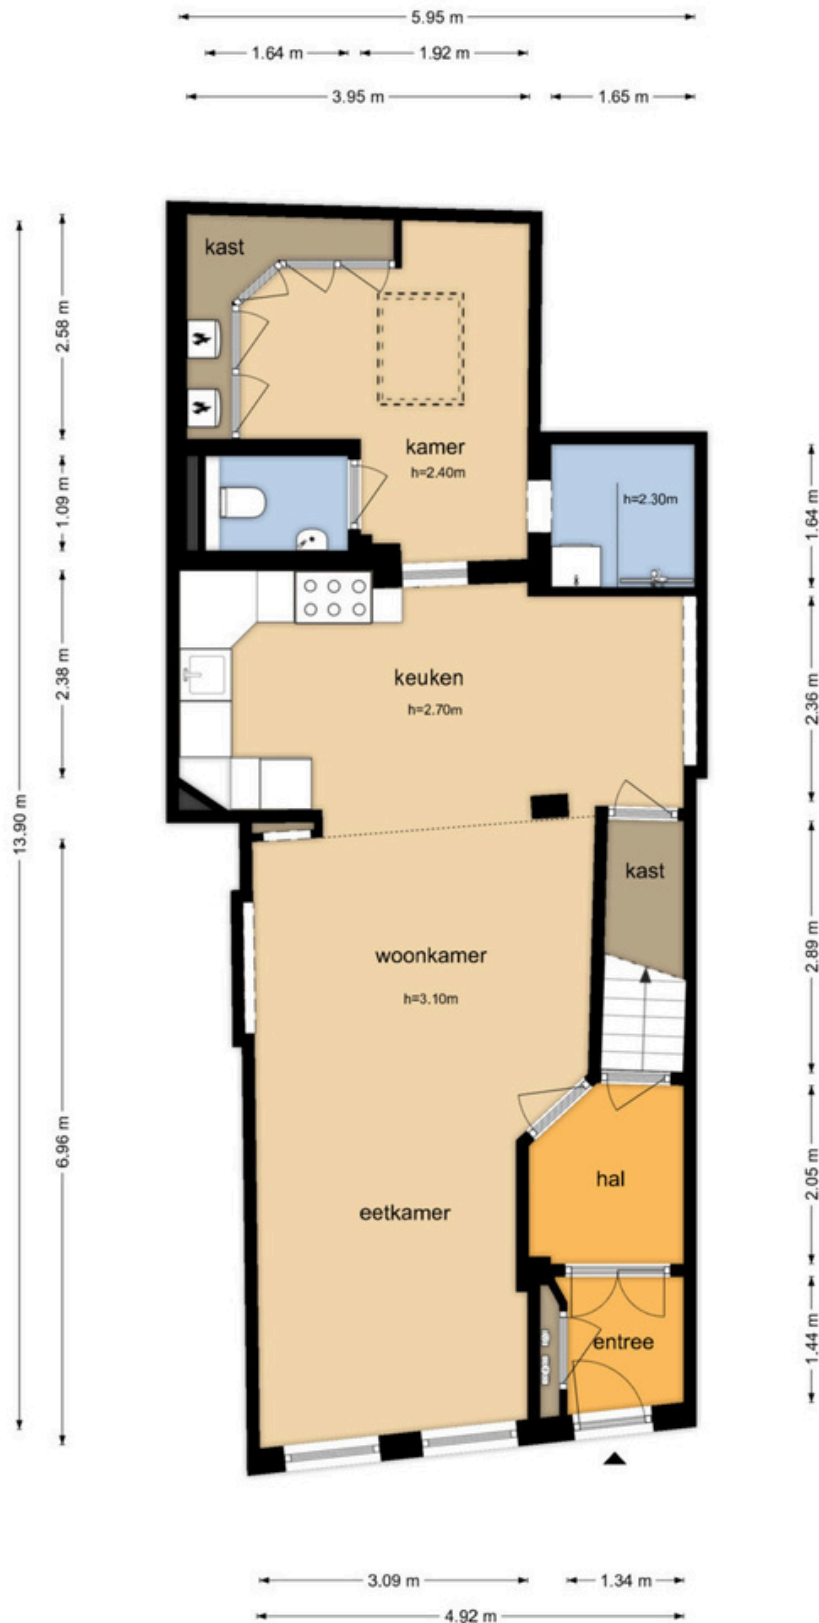 5.95 m
1.64 m
1.92 m
3.95 m
1.65 m
kast
2.58 m
kamer
h=2.40m
1.09 m
h=2.30m
1.64 m
2.38 m
keuken
h=2.70m
2.36 m
13.90 m
kast
2.89 m
woonkamer
h=3.10m
6.96 m
2.05 m
hal
eetkamer
entree
1.44 m
3.09 m
1.34 m
4.92 m